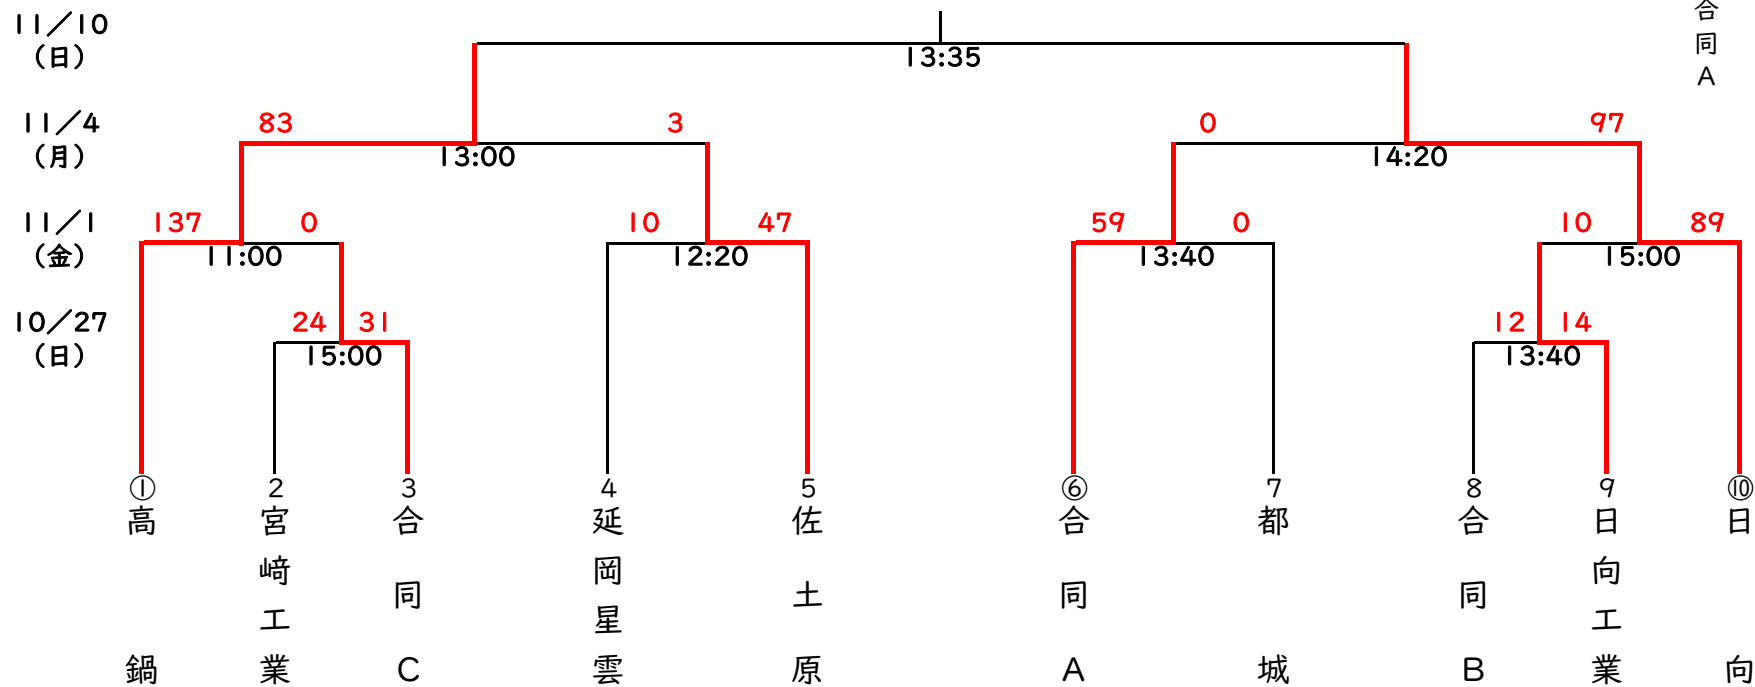 11／10
（日）
13:35
合同A
11／4
（月）
83 3
13:00
0 97
14:20
11／1
（金）
137 0
11:00
10 47
12:20
59 0
13:40
10 89
15:00
10／27
（日）
24 31
15:00
12 14
13:40
① 高鍋
2 宮﨑工業
3 合同C
4 延岡星雲
5 佐土原
⑥ 合同A
7 都城
8 合同B
9 日向工業
⑩ 日向